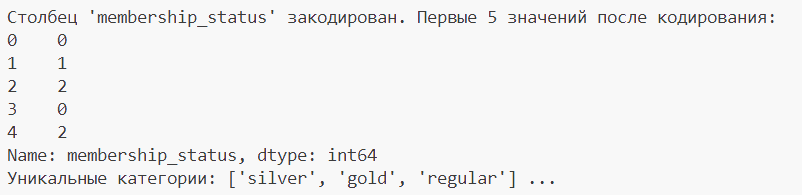 Столбец 'membership_status' закодирован. Первые 5 значений после кодирования:
0    0
1    1
2    2
3    0
4    2
Name: membership_status, dtype: int64
Уникальные категории: ['silver', 'gold', 'regular'] ...